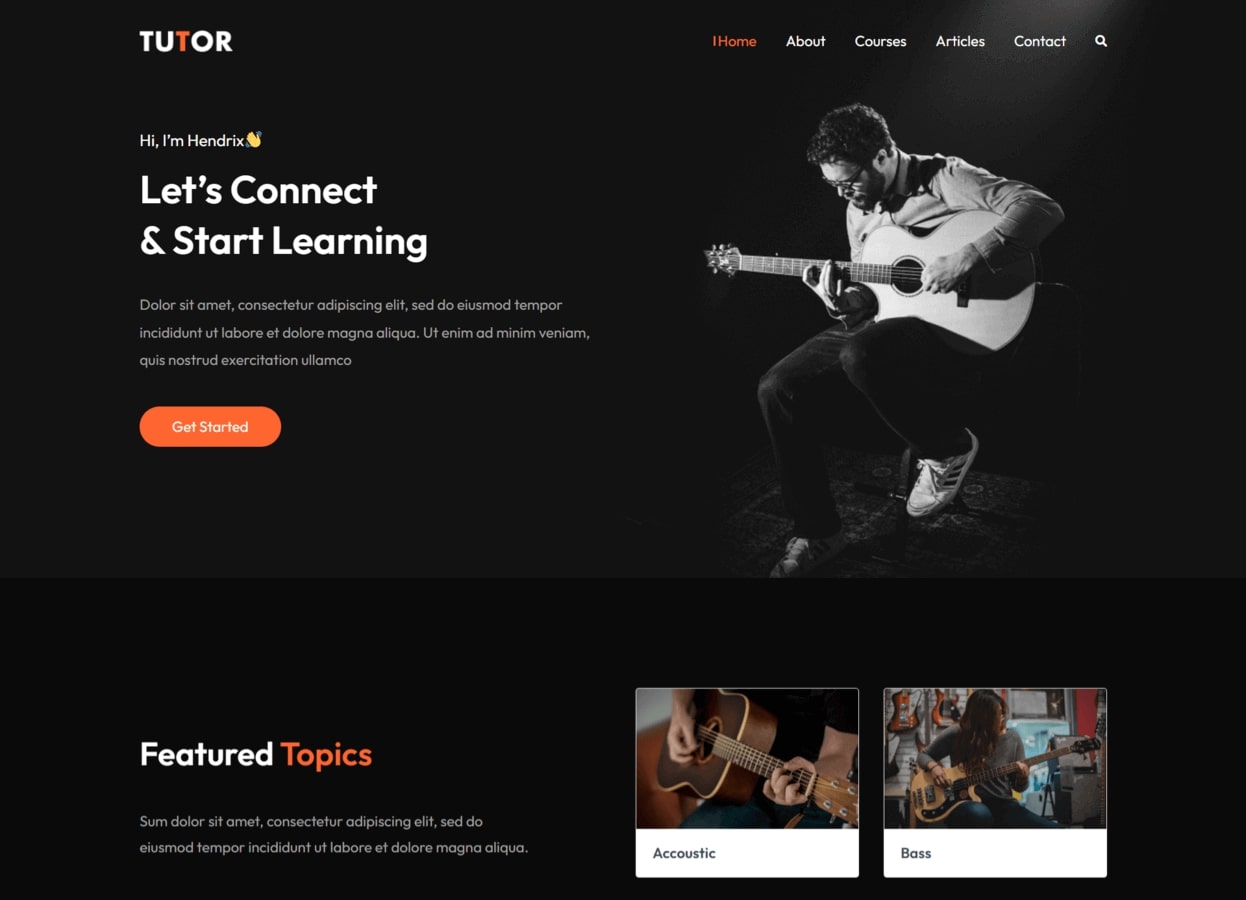 TUTOR
Home About Courses Articles Contact
Hi, I’m Hendrix👋
Let’s Connect
& Start Learning
Dolor sit amet, consectetur adipiscing elit, sed do eiusmod tempor
incididunt ut labore et dolore magna aliqua. Ut enim ad minim veniam,
quis nostrud exercitation ullamco
Get Started
Featured Topics
Sum dolor sit amet, consectetur adipiscing elit, sed do
eiusmod tempor incididunt ut labore et dolore magna aliqua.
Accoustic
Bass